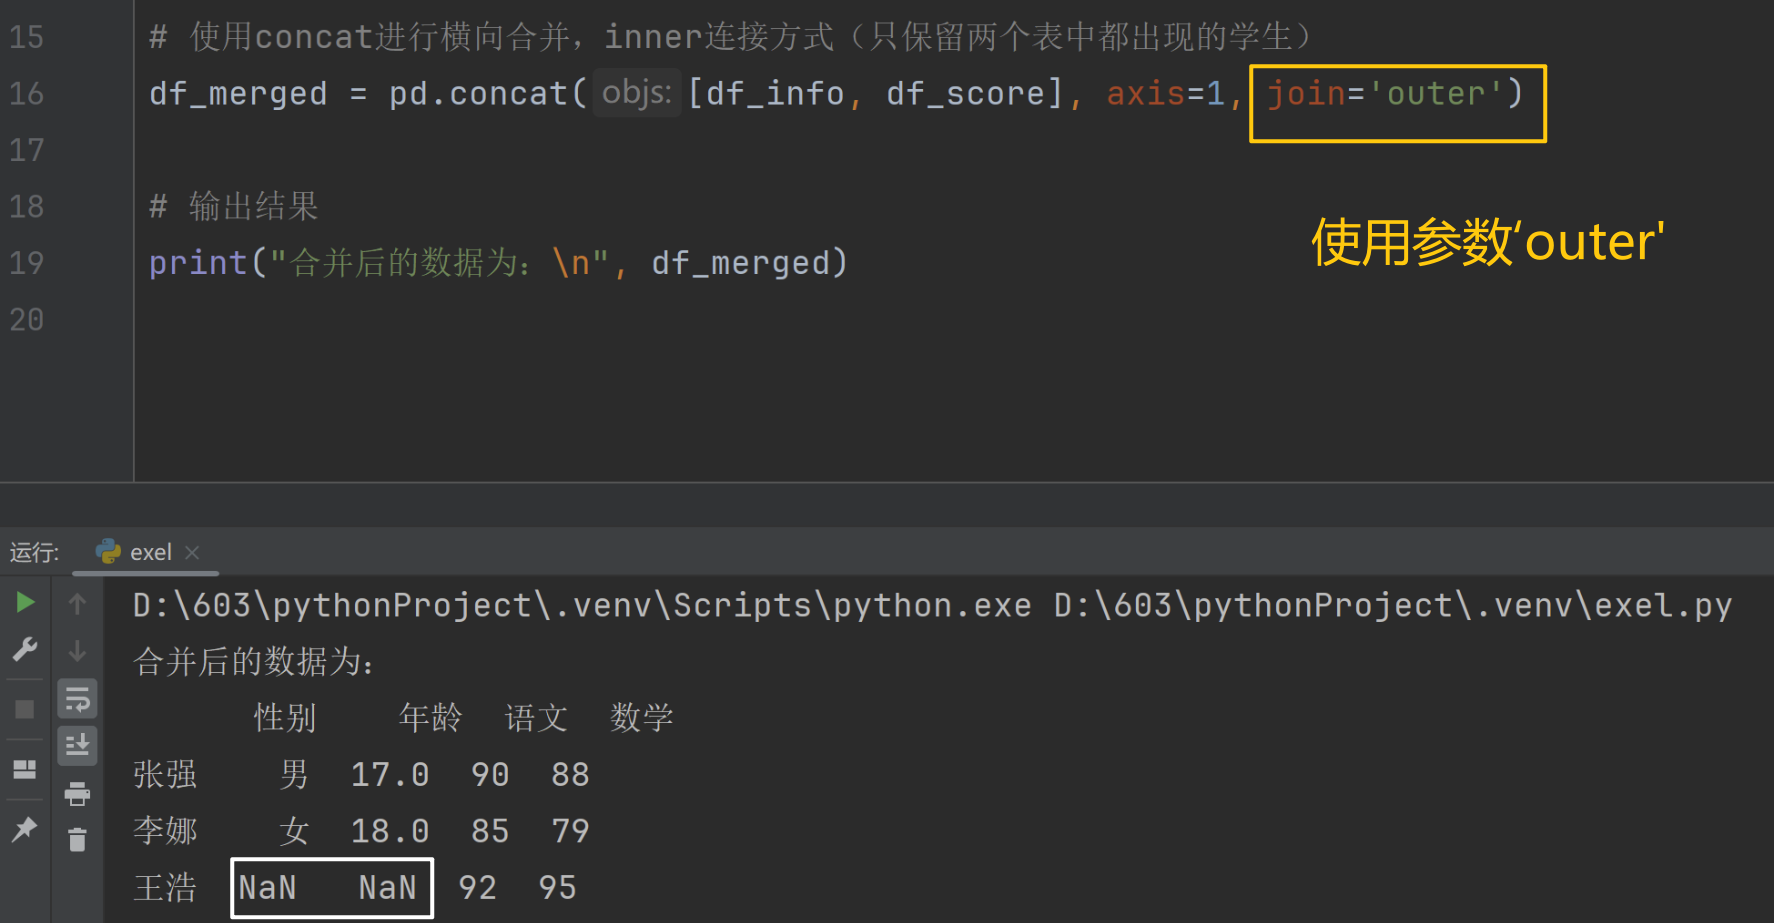 15 # 使用concat进行横向合并，inner连接方式（只保留两个表中都出现的学生）
16 df_merged = pd.concat( objs: [df_info, df_score], axis=1, join='outer')
17
使用参数‘outer'
18 # 输出结果
19 print("合并后的数据为：\n", df_merged)
20
运行: exel
D:\603\pythonProject\.venv\Scripts\python.exe D:\603\pythonProject\.venv\exel.py
合并后的数据为：
性别 年龄 语文 数学
张强 男 17.0 90 88
李娜 女 18.0 85 79
王浩 NaN NaN 92 95